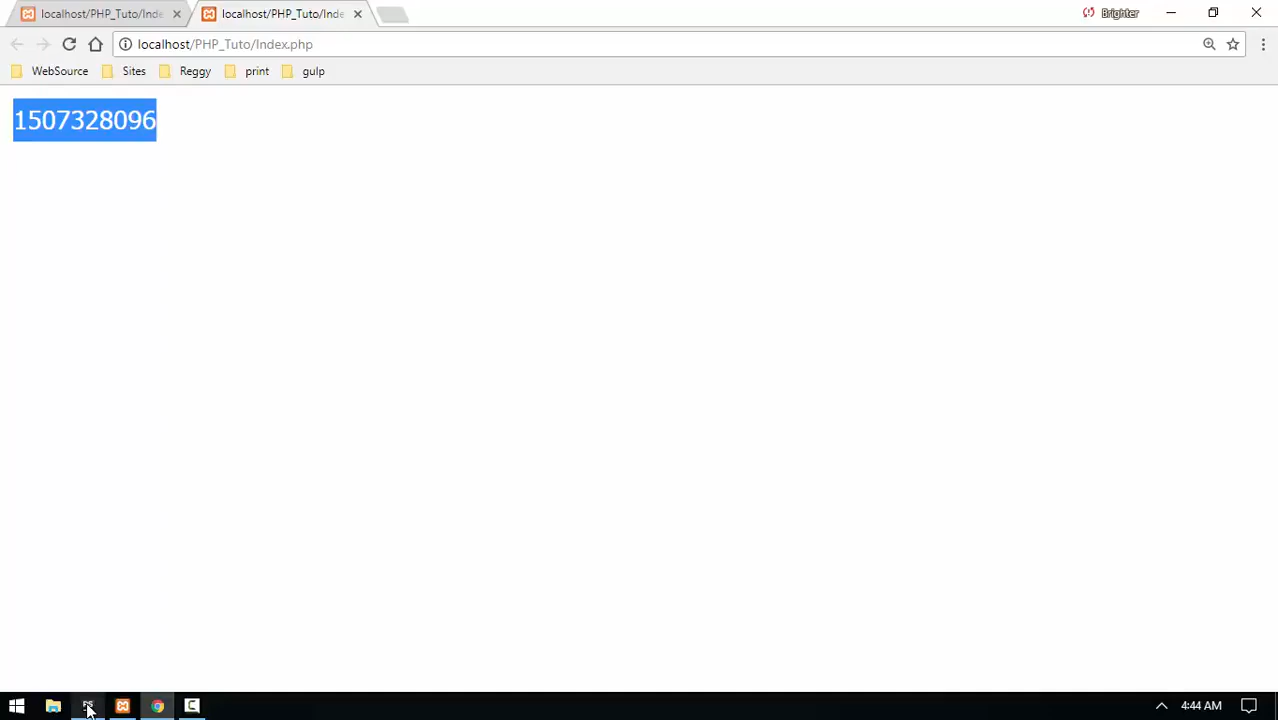 localhost/PHP_Tuto/Inde
localhost/PHP_Tuto/Inde
Brighter
localhost/PHP_Tuto/Index.php
WebSource
Sites
Reggy
print
gulp
1507328096
4:44 AM